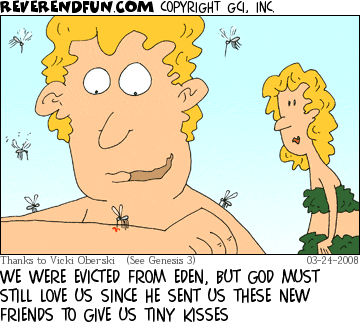 REVERENDFUN.COM COPYRIGHT GCI, INC.
Thanks to Vicki Oberski (See Genesis 3) 03-24-2008
WE WERE EVICTED FROM EDEN, BUT GOD MUST
STILL LOVE US SINCE HE SENT US THESE NEW
FRIENDS TO GIVE US TINY KISSES